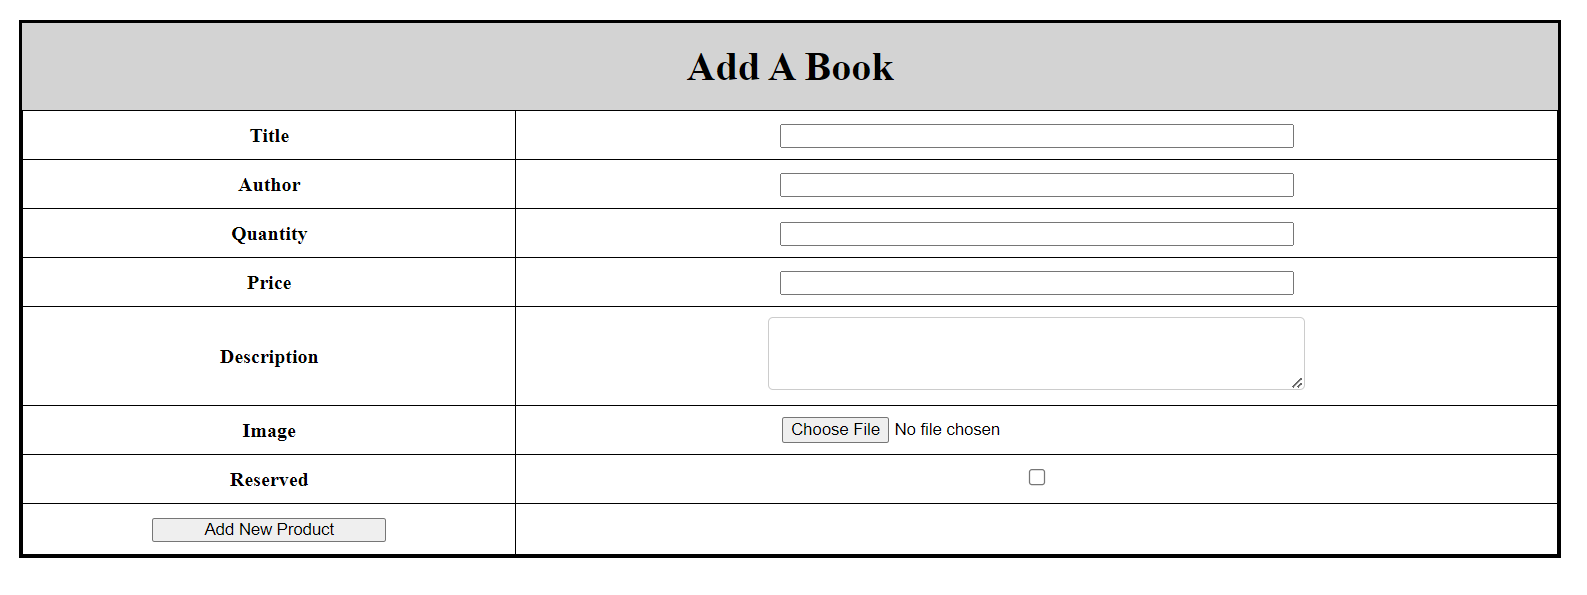 Add A Book
Title
Author
Quantity
Price
Description
Image
Choose File No file chosen
Reserved
Add New Product